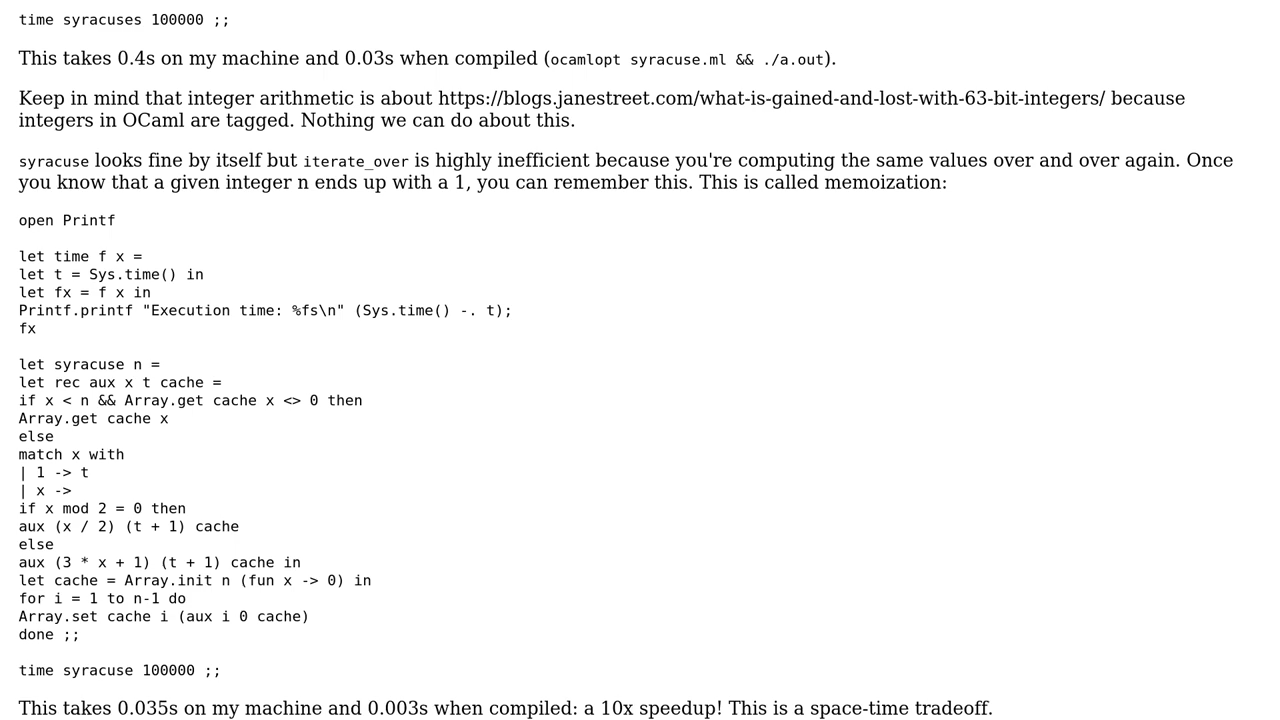 time syracuses 100000 ;;
This takes 0.4s on my machine and 0.03s when compiled (ocamlopt syracuse.ml && ./a.out).
Keep in mind that integer arithmetic is about https://blogs.janestreet.com/what-is-gained-and-lost-with-63-bit-integers/ because
integers in OCaml are tagged. Nothing we can do about this.
syracuse looks fine by itself but iterate_over is highly inefficient because you're computing the same values over and over again. Once
you know that a given integer n ends up with a 1, you can remember this. This is called memoization:
open Printf
let time f x =
let t = Sys.time() in
let fx = f x in
Printf.printf "Execution time: %fs\n" (Sys.time() -. t);
fx
let syracuse n =
let rec aux x t cache =
if x < n && Array.get cache x <> 0 then
Array.get cache x
else
match x with
| 1 -> t
| x ->
if x mod 2 = 0 then
aux (x / 2) (t + 1) cache
else
aux (3 * x + 1) (t + 1) cache in
let cache = Array.init n (fun x -> 0) in
for i = 1 to n-1 do
Array.set cache i (aux i 0 cache)
done ;;
time syracuse 100000 ;;
This takes 0.035s on my machine and 0.003s when compiled: a 10x speedup! This is a space-time tradeoff.